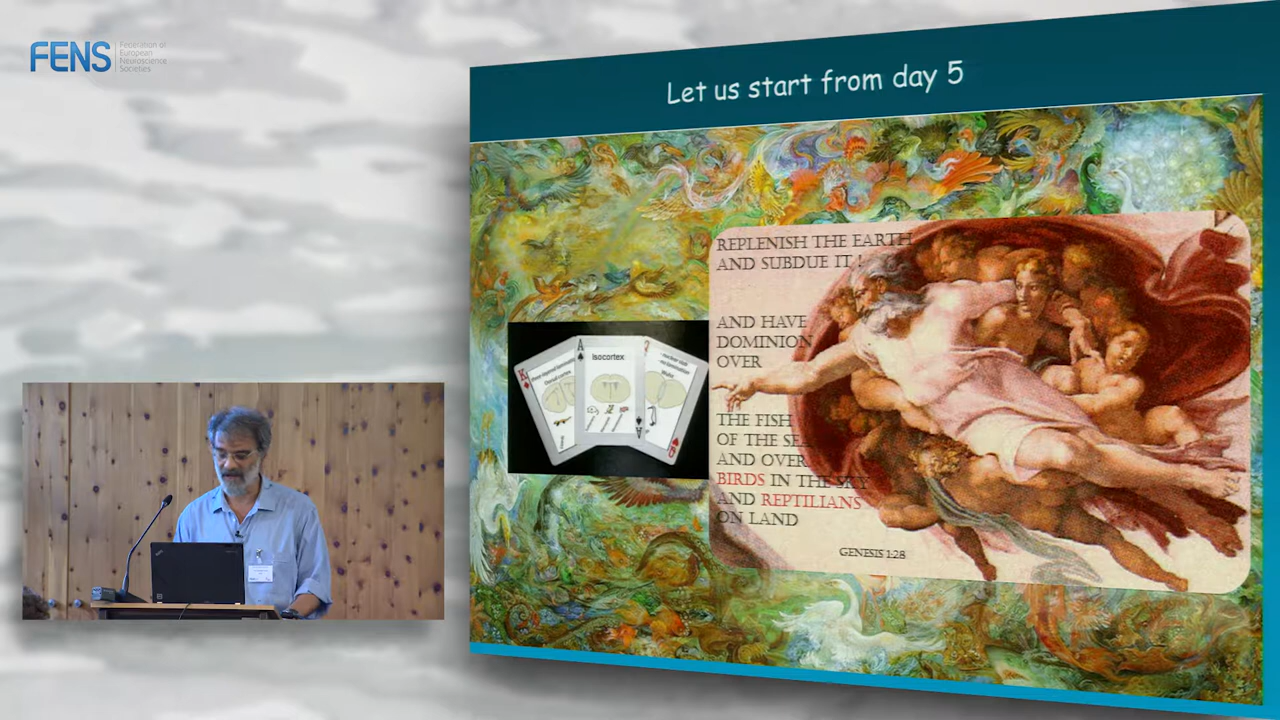 FENS
Federation of
European
Neuroscience
Societies
Let us start from day 5
REPLENISH THE EARTH
AND SUBDUE IT !
AND HAVE
DOMINION
OVER
THE FISH
OF THE SEA
AND OVER
BIRDS IN THE SKY
AND REPTILIANS
ON LAND
GENESIS 1:28
K
A
Isocortex
Dorsal cortex
A